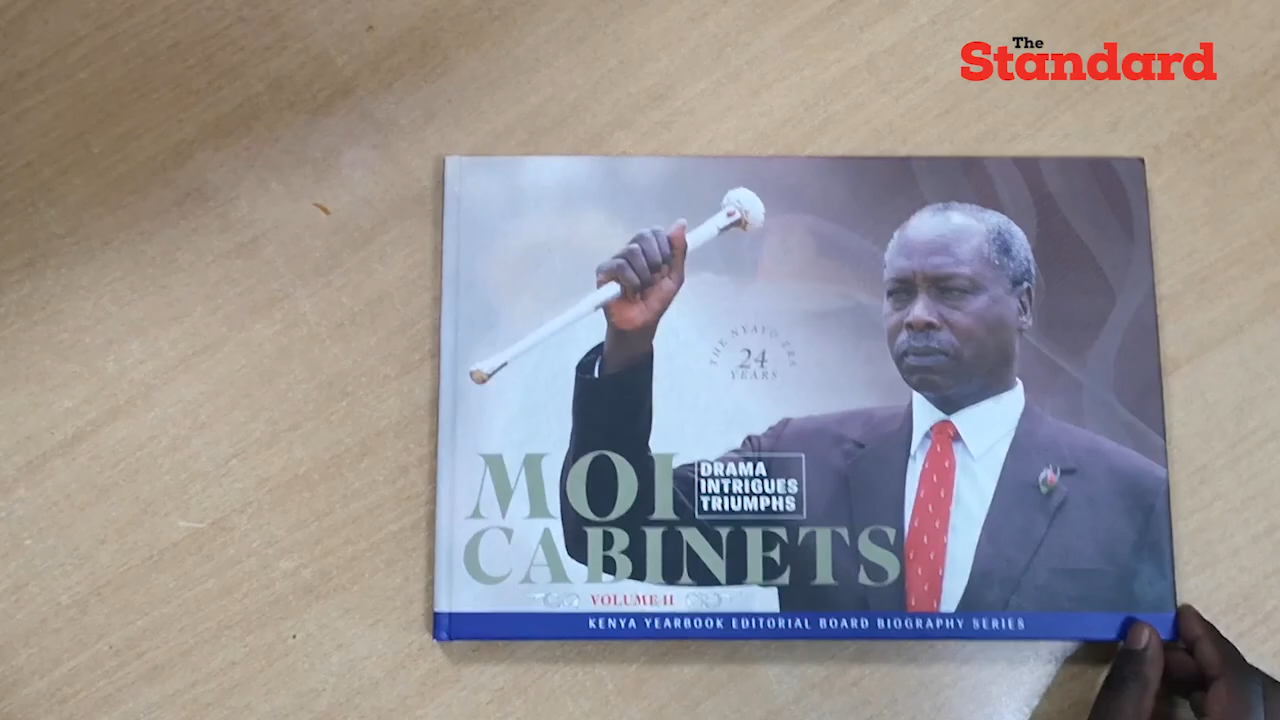 The
Standard
THE NYAYO ERA
24
YEARS
MOI
DRAMA
INTRIGUES
TRIUMPHS
CABINETS
VOLUME II
KENYA YEARBOOK EDITORIAL BOARD BIOGRAPHY SERIES